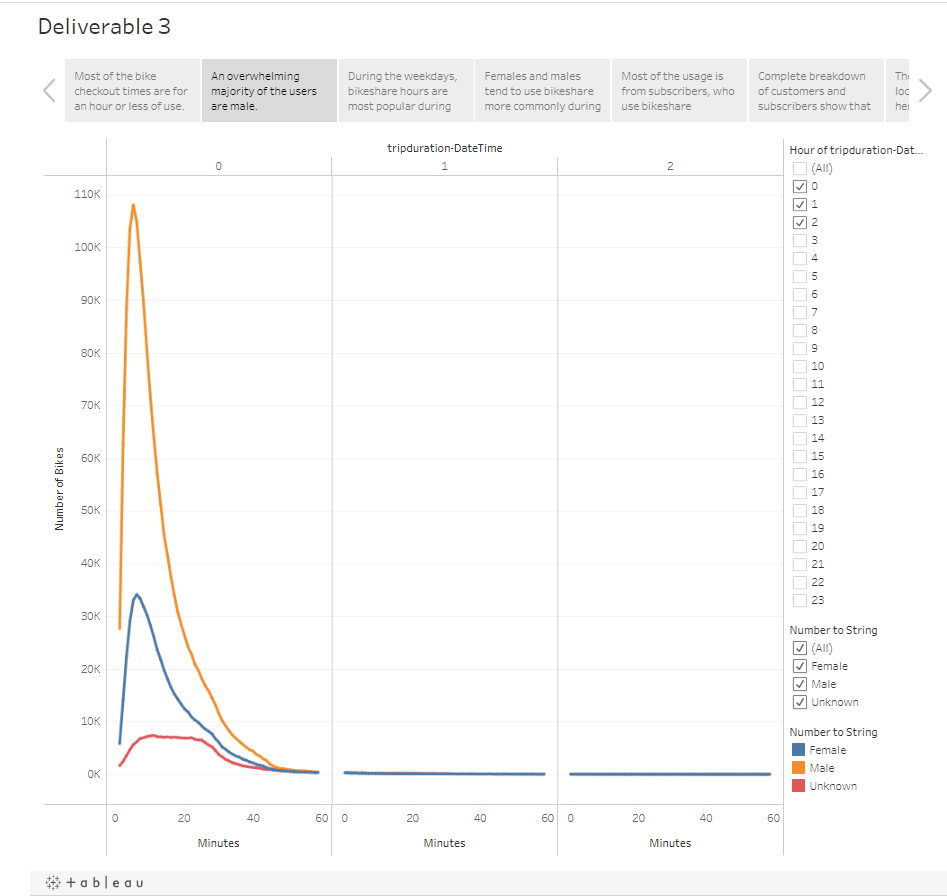 Deliverable 3
Most of the bike
checkout times are for
an hour or less of use.
An overwhelming
majority of the users
are male.
During the weekdays,
bikeshare hours are
most popular during
Females and males
tend to use bikeshare
more commonly during
Most of the usage is
from subscribers, who
use bikeshare
Complete breakdown
of customers and
subscribers show that
tripduration-DateTime
0 1 2
110K
100K
90K
80K
70K
60K
50K
40K
30K
20K
10K
0K
Number of Bikes
0 20 40 60 0 20 40 60 0 20 40 60
Minutes Minutes Minutes
Hour of tripduration-Dat...
(All)
0
1
2
3
4
5
6
7
8
9
10
11
12
13
14
15
16
17
18
19
20
21
22
23
Number to String
(All)
Female
Male
Unknown
Number to String
Female
Male
Unknown
+ableau